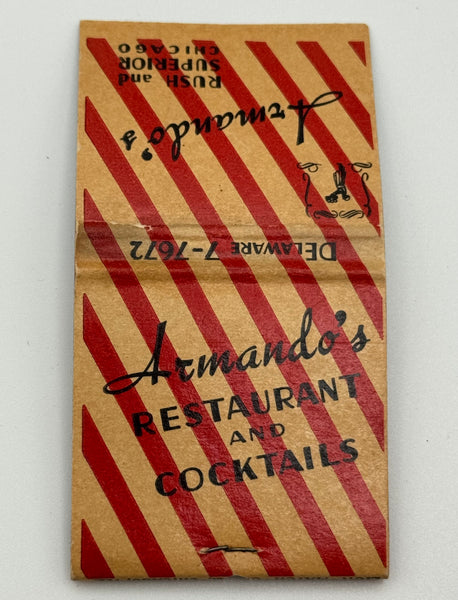 RUSH and
SUPERIOR
CHICAGO
Armando's
DELAWARE 7-7672
Armando's
RESTAURANT
AND
COCKTAILS